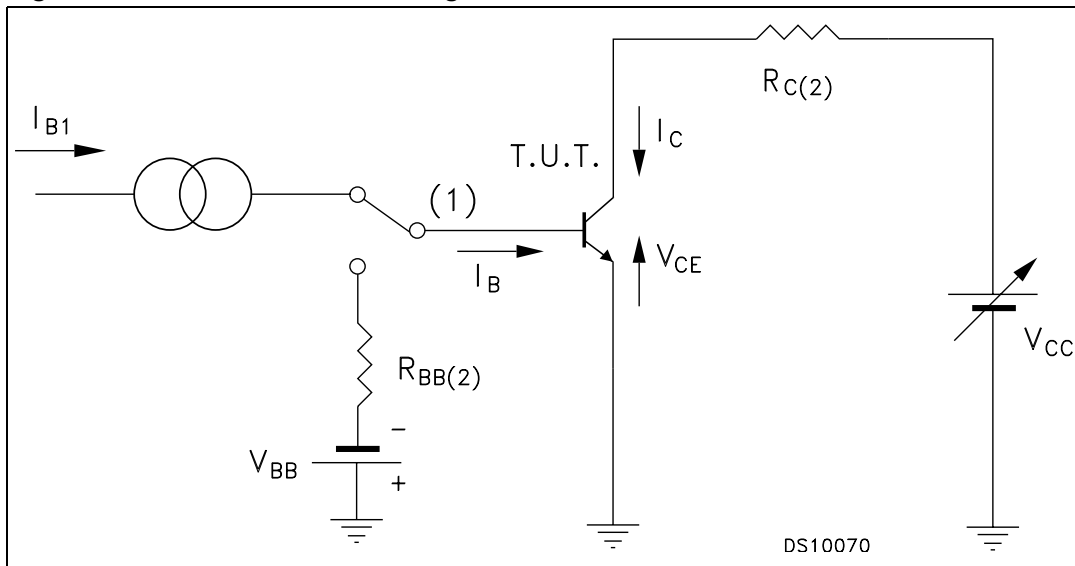 R_C(2)
I_B1
I_C
T.U.T.
(1)
V_CE
I_B
V_CC
R_BB(2)
-
V_BB
+
DS10070